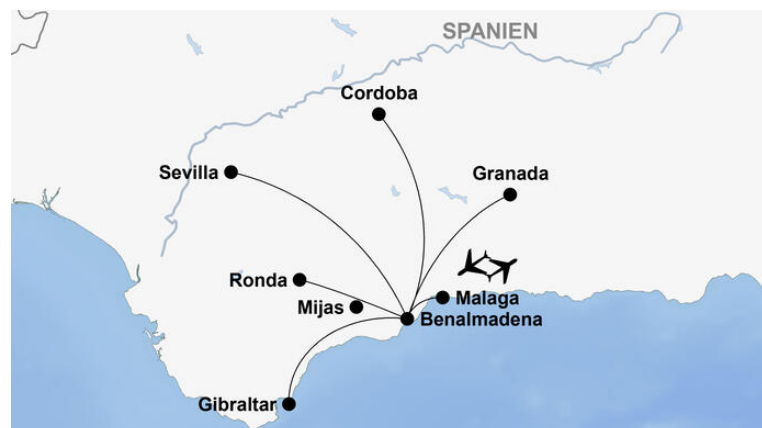 SPANIEN
Cordoba
Sevilla
Granada
Ronda
Mijas
Malaga
Benalmadena
Gibraltar